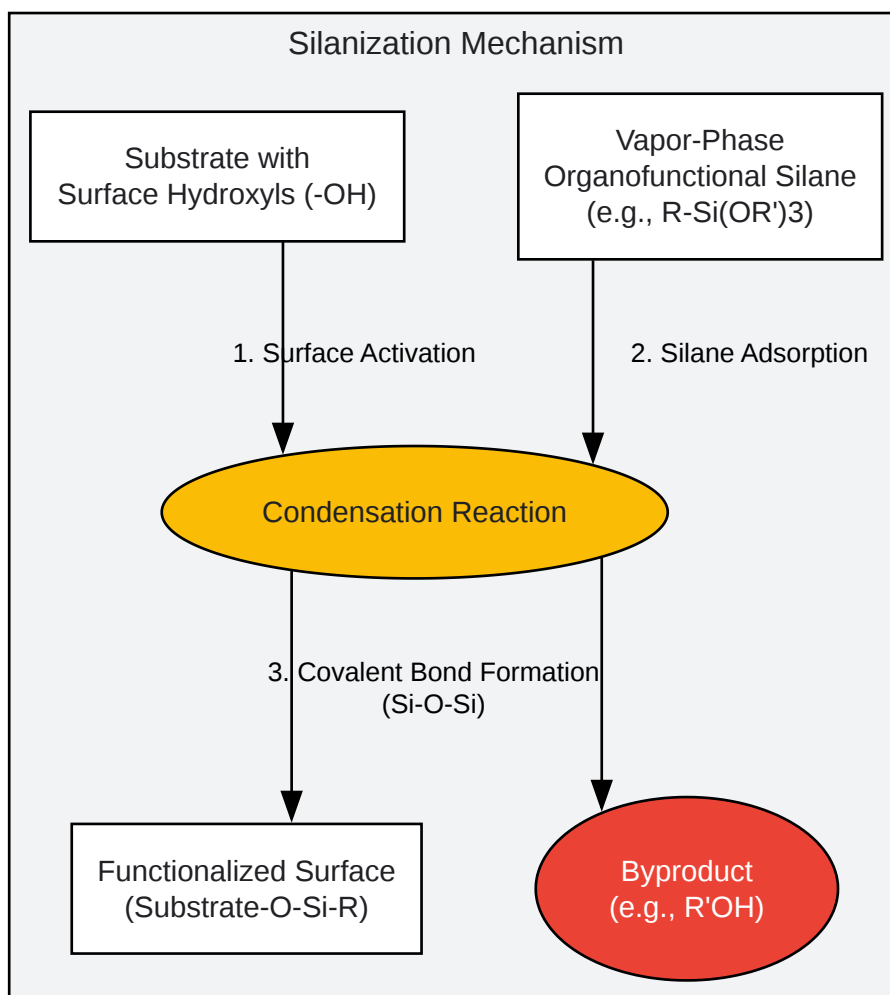 Silanization Mechanism
Substrate with
Surface Hydroxyls (-OH)
Vapor-Phase
Organofunctional Silane
(e.g., R-Si(OR')3)
1. Surface Activation
2. Silane Adsorption
Condensation Reaction
3. Covalent Bond Formation
(Si-O-Si)
Functionalized Surface
(Substrate-O-Si-R)
Byproduct
(e.g., R'OH)